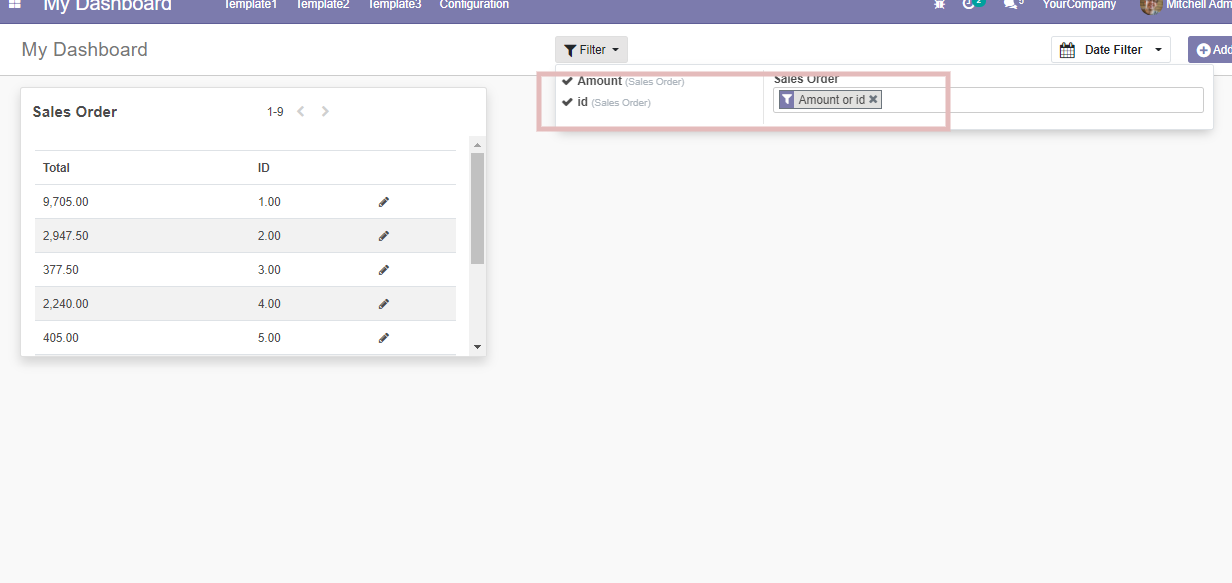 My Dashboard Template1 Template2 Template3 Configuration 2 5 YourCompany Mitchell Adm
My Dashboard Filter Date Filter Add
Amount (Sales Order) Sales Order
id (Sales Order) Amount or id
Sales Order 1-9
Total ID
9,705.00 1.00
2,947.50 2.00
377.50 3.00
2,240.00 4.00
405.00 5.00